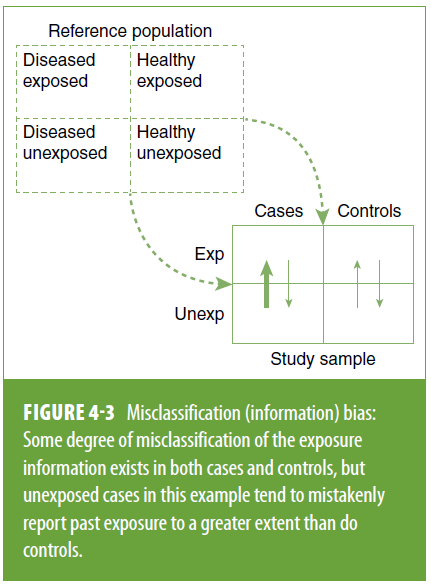 Reference population
Diseased exposed
Healthy exposed
Diseased unexposed
Healthy unexposed
Cases
Controls
Exp
Unexp
Study sample
FIGURE 4-3 Misclassification (information) bias:
Some degree of misclassification of the exposure
information exists in both cases and controls, but
unexposed cases in this example tend to mistakenly
report past exposure to a greater extent than do
controls.